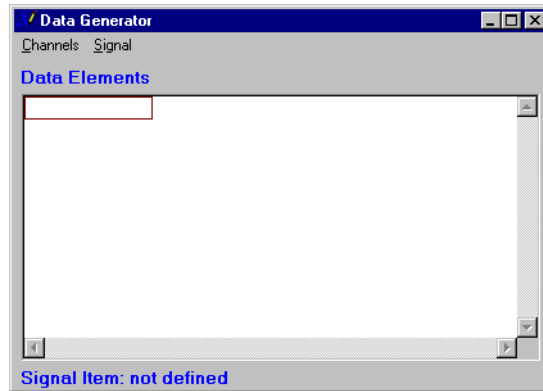 Data Generator
Channels Signal
Data Elements
Signal Item: not defined